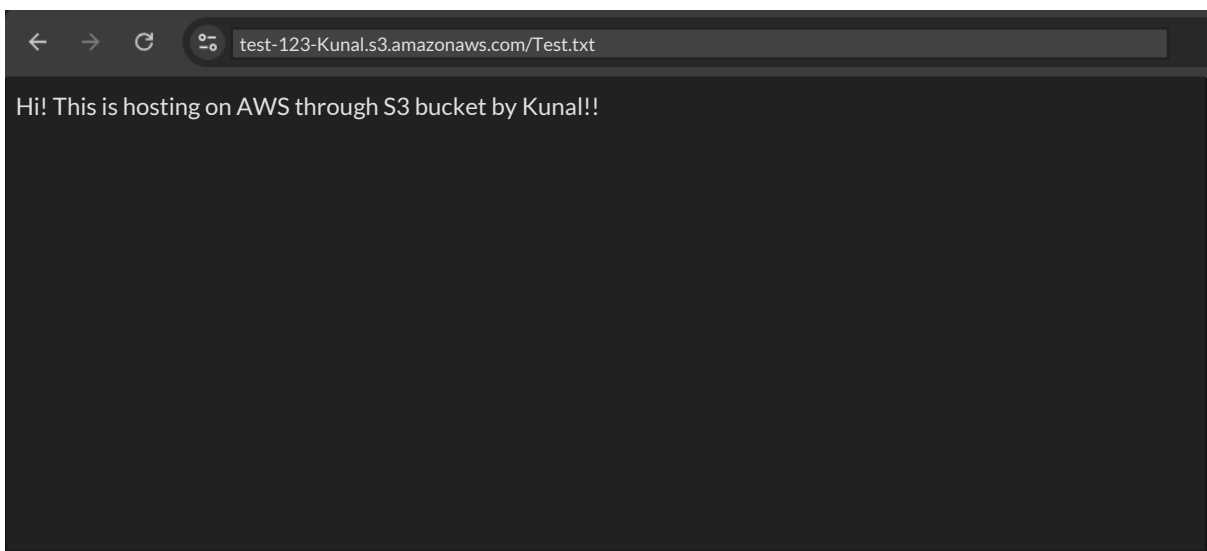 test-123-Kunal.s3.amazonaws.com/Test.txt
Hi! This is hosting on AWS through S3 bucket by Kunal!!